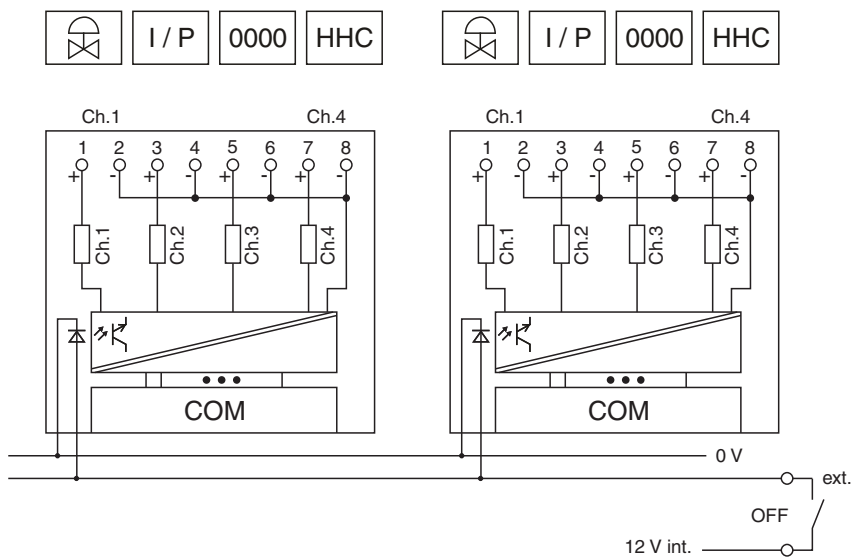 I / P 0000 HHC I / P 0000 HHC
Ch.1 Ch.4 Ch.1 Ch.4
1 2 3 4 5 6 7 8 1 2 3 4 5 6 7 8
+ - + - + - + - + - + - + - + -
Ch.1 Ch.2 Ch.3 Ch.4 Ch.1 Ch.2 Ch.3 Ch.4
COM COM
0 V
ext.
OFF
12 V int.